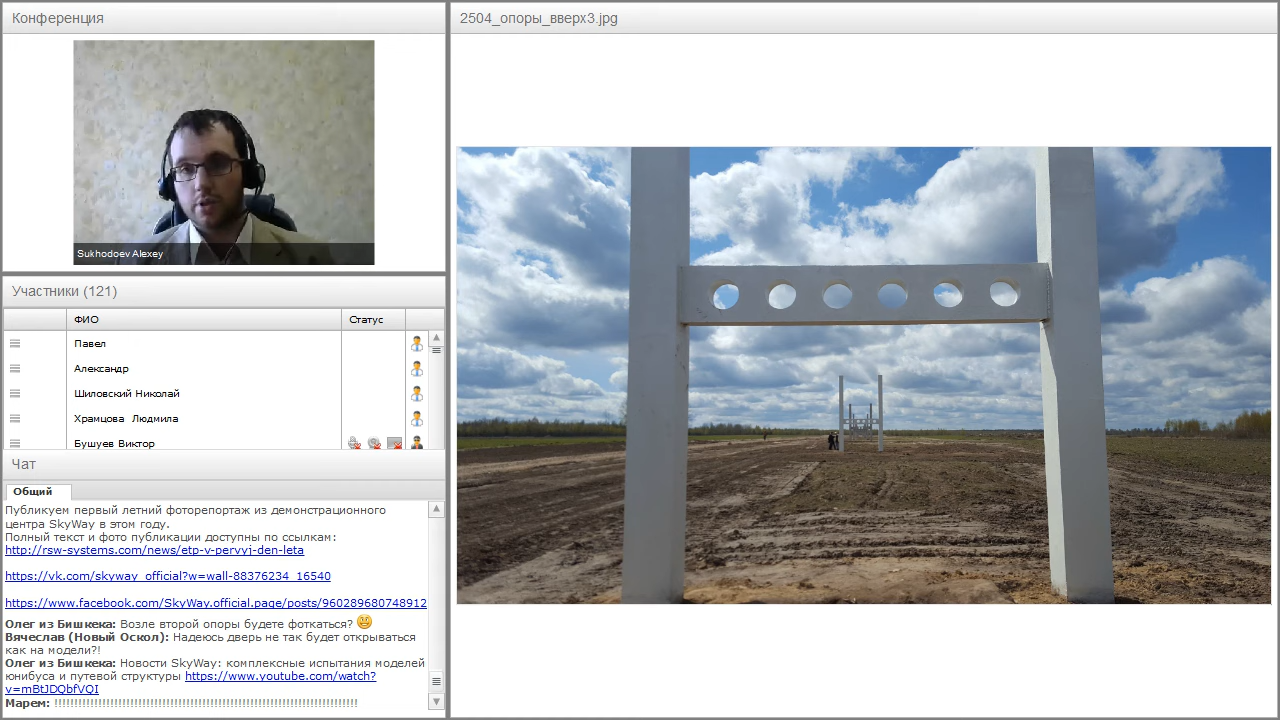 Конференция
Sukhodoev Alexey
Участники (121)
ФИО
Статус
Павел
Александр
Шиловский Николай
Храмцова Людмила
Бушуев Виктор
Чат
Общий
Публикуем первый летний фоторепортаж из демонстрационного
центра SkyWay в этом году.
Полный текст и фото публикации доступны по ссылкам:
http://rsw-systems.com/news/etp-v-pervyj-den-leta
https://vk.com/skyway_official?w=wall-88376234_16540
https://www.facebook.com/SkyWay.official.page/posts/960289680748912
Олег из Бишкека: Возле второй опоры будете фоткаться?
Вячеслав (Новый Оскол): Надеюсь дверь не так будет открываться
как на модели?!
Олег из Бишкека: Новости SkyWay: комплексные испытания моделей
юнибуса и путевой структуры https://www.youtube.com/watch?
v=mBtJDQbfVQI
Марем: !!!!!!!!!!!!!!!!!!!!!!!!!!!!!!!!!!!!!!!!!!!!!!!!!!!!!!!!!!!!!!!!!!!!!!!!!!!!
2504_опоры_вверх3.jpg